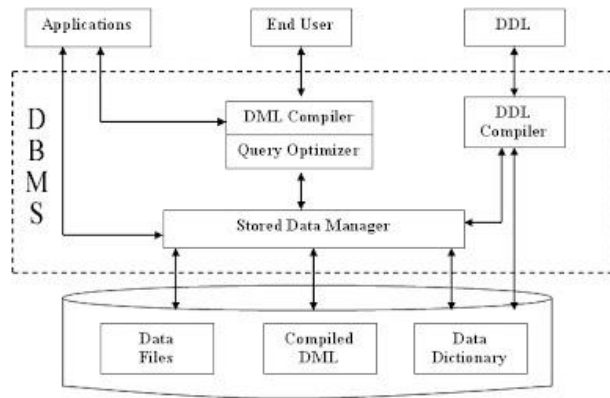 Applications
End User
DDL
DBMS
DML Compiler
Query Optimizer
DDL
Compiler
Stored Data Manager
Data
Files
Compiled
DML
Data
Dictionary